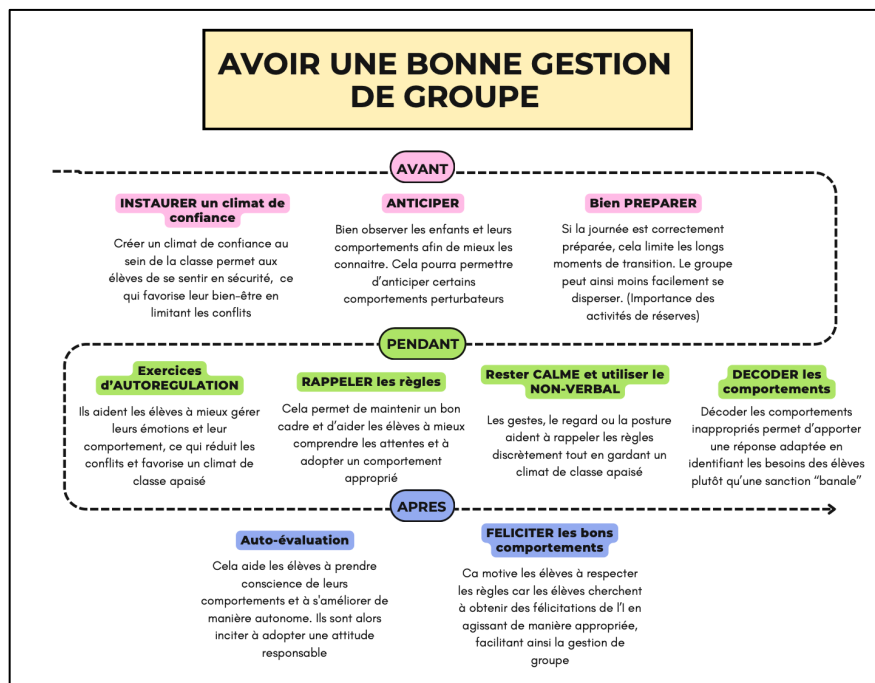 AVOIR UNE BONNE GESTION
DE GROUPE
AVANT
INSTAURER un climat de
confiance
Créer un climat de confiance au
sein de la classe permet aux
élèves de se sentir en sécurité, ce
qui favorise leur bien-être en
limitant les conflits
ANTICIPER
Bien observer les enfants et leurs
comportements afin de mieux les
connaitre. Cela pourra permettre
d'anticiper certains
comportements perturbateurs
Bien PREPARER
Si la journée est correctement
préparée, cela limite les longs
moments de transition. Le groupe
peut ainsi moins facilement se
disperser. (Importance des
activités de réserves)
PENDANT
Exercices
d'AUTOREGULATION
Ils aident les élèves à mieux gérer
leurs émotions et leur
comportement, ce qui réduit les
conflits et favorise un climat de
classe apaisé
RAPPELER les règles
Cela permet de maintenir un bon
cadre et d'aider les élèves à mieux
comprendre les attentes et à
adopter un comportement
approprié
Rester CALME et utiliser le
NON-VERBAL
Les gestes, le regard ou la posture
aident à rappeler les règles
discrètement tout en gardant un
climat de classe apaisé
DECODER les
comportements
Décoder les comportements
inappropriés permet d'apporter
une réponse adaptée en
identifiant les besoins des élèves
plutôt qu'une sanction "banale"
APRES
Auto-évaluation
Cela aide les élèves à prendre
conscience de leurs
comportements et à s'améliorer de
manière autonome. Ils sont alors
inciter à adopter une attitude
responsable
FELICITER les bons
comportements
Ca motive les élèves à respecter
les règles car les élèves cherchent
à obtenir des félicitations de l'I en
agissant de manière appropriée,
facilitant ainsi la gestion de
groupe